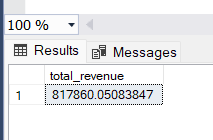 100 %
Results Messages
total_revenue
1 817860.05083847